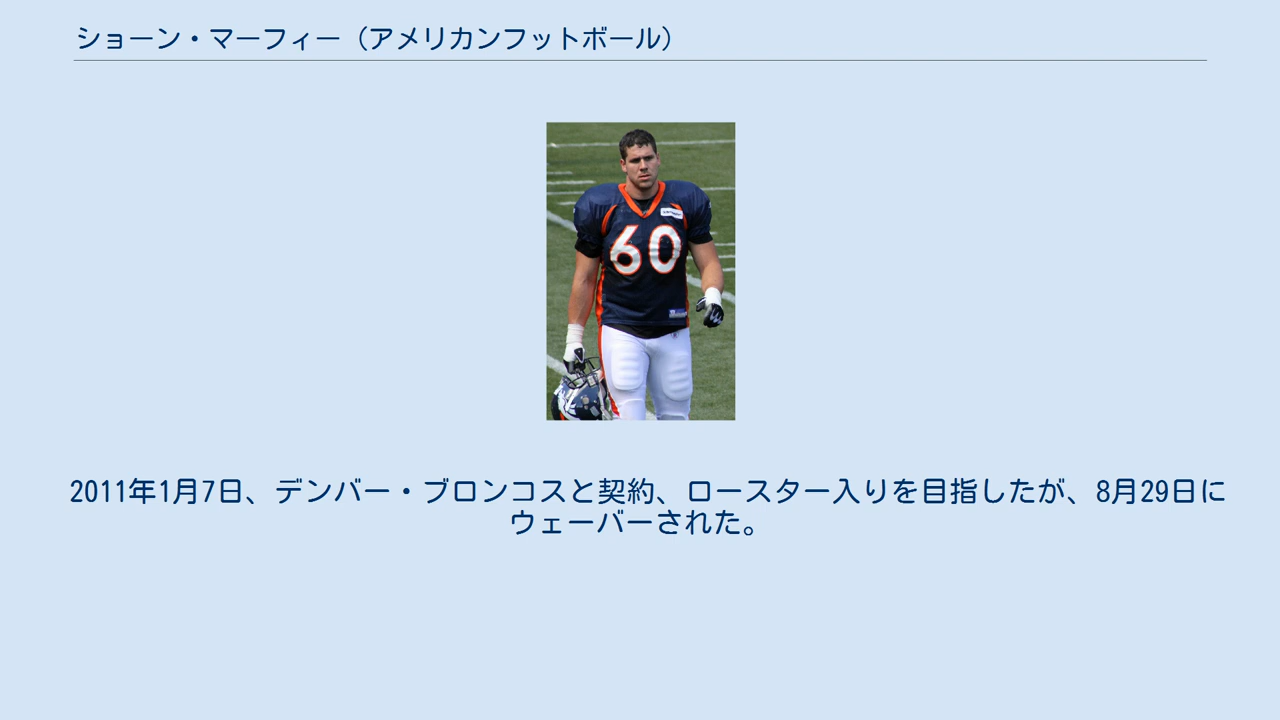 ショーン・マーフィー（アメリカンフットボール）
60
2011年1月7日、デンバー・ブロンコスと契約、ロースター入りを目指したが、8月29日に
ウェーバーされた。